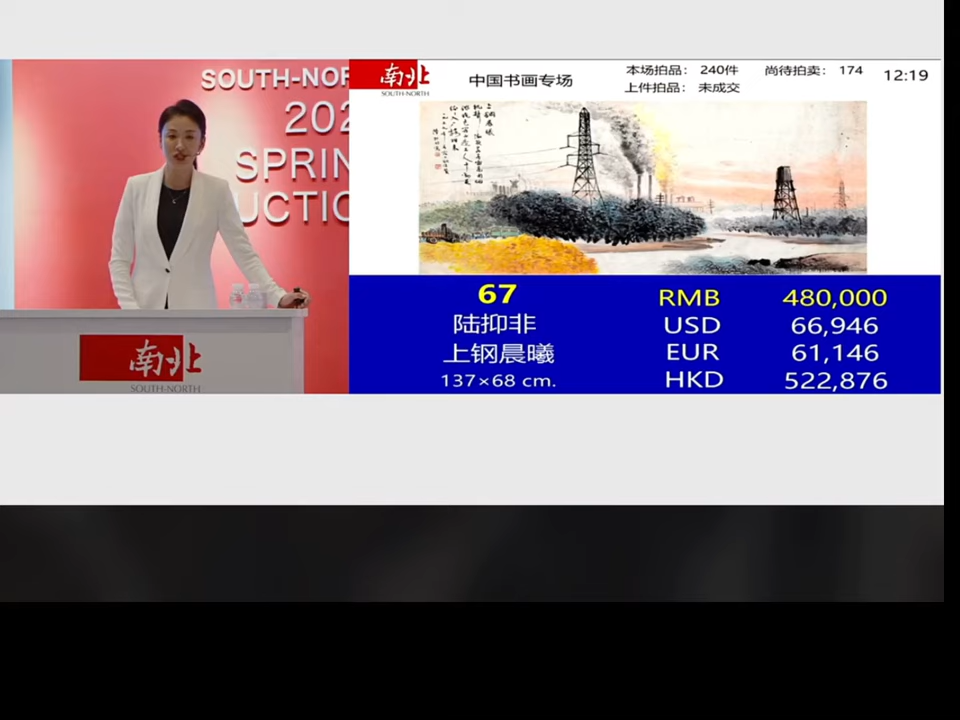 SOUTH-NOR
202
SPRIN
UCTIO
南北
SOUTH-NORTH
南北
SOUTH-NORTH
中国书画专场
本场拍品: 240件 尚待拍卖: 174
上件拍品: 未成交
12:19
67
陆抑非
上钢晨曦
137×68 cm.
RMB 480,000
USD 66,946
EUR 61,146
HKD 522,876